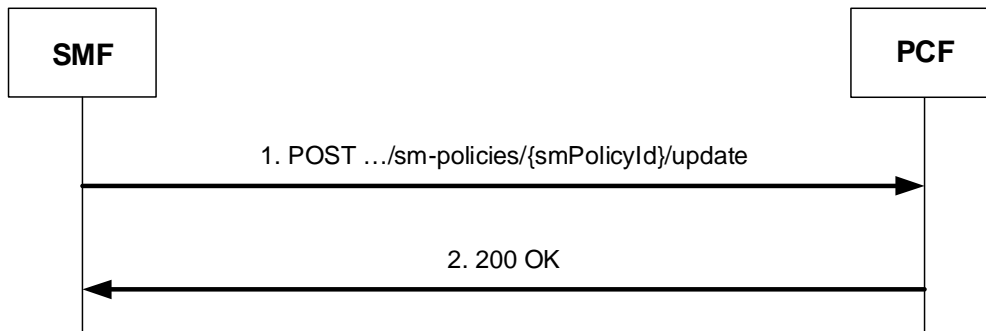 SMF
PCF
1. POST …/sm-policies/{smPolicyId}/update
2. 200 OK